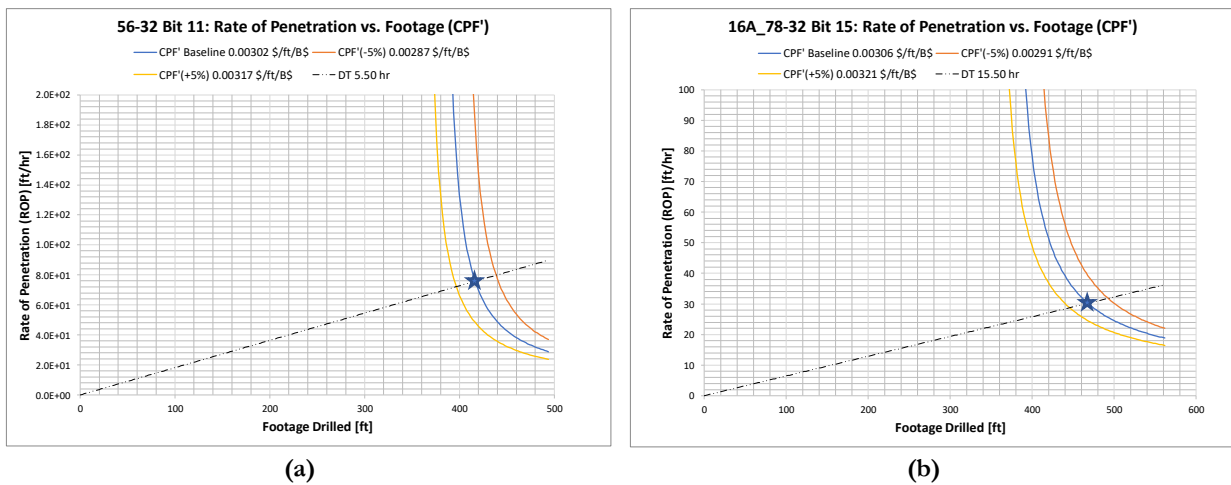 56-32 Bit 11: Rate of Penetration vs. Footage (CPF')
CPF' Baseline 0.00302 $/ft/B$ CPF'(-5%) 0.00287 $/ft/B$
CPF'(+5%) 0.00317 $/ft/B$ DT 5.50 hr
Rate of Penetration (ROP) [ft/hr]
2.0E+02
1.8E+02
1.6E+02
1.4E+02
1.2E+02
1.0E+02
8.0E+01
6.0E+01
4.0E+01
2.0E+01
0.0E+00
0 100 200 300 400 500
Footage Drilled [ft]
(a)
16A_78-32 Bit 15: Rate of Penetration vs. Footage (CPF')
CPF' Baseline 0.00306 $/ft/B$ CPF'(-5%) 0.00291 $/ft/B$
CPF'(+5%) 0.00321 $/ft/B$ DT 15.50 hr
Rate of Penetration (ROP) [ft/hr]
100
90
80
70
60
50
40
30
20
10
0
0 100 200 300 400 500 600
Footage Drilled [ft]
(b)